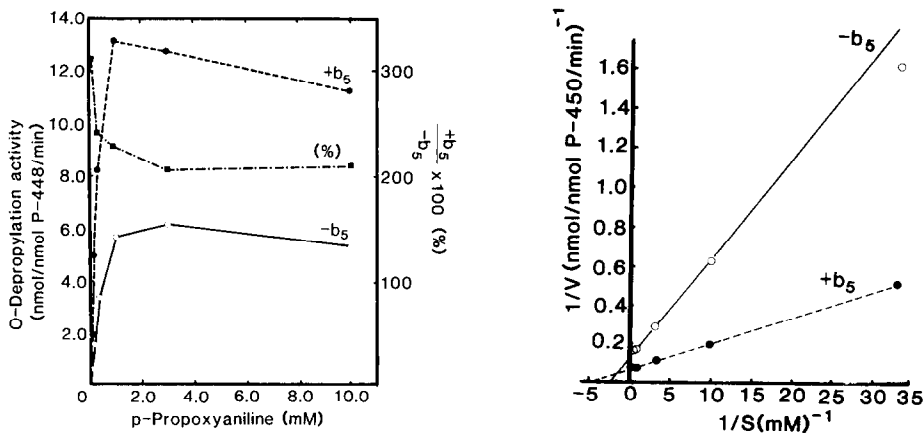 14.0
12.0
10.0
8.0
6.0
4.0
2.0
O-Depropylation activity
(nmol/nmol P-448/min)
+b5
(%)
-b5
300
200
100
+b5
-b5
x 100 (%)
0
2.0
4.0
6.0
8.0
10.0
p-Propoxyaniline (mM)
1/V (nmol/nmol P-450/min)-1
1.6
1.4
1.2
1.0
0.8
0.6
0.4
0.2
-b5
+b5
-5
0
5
10
15
20
25
30
35
1/S(mM)-1